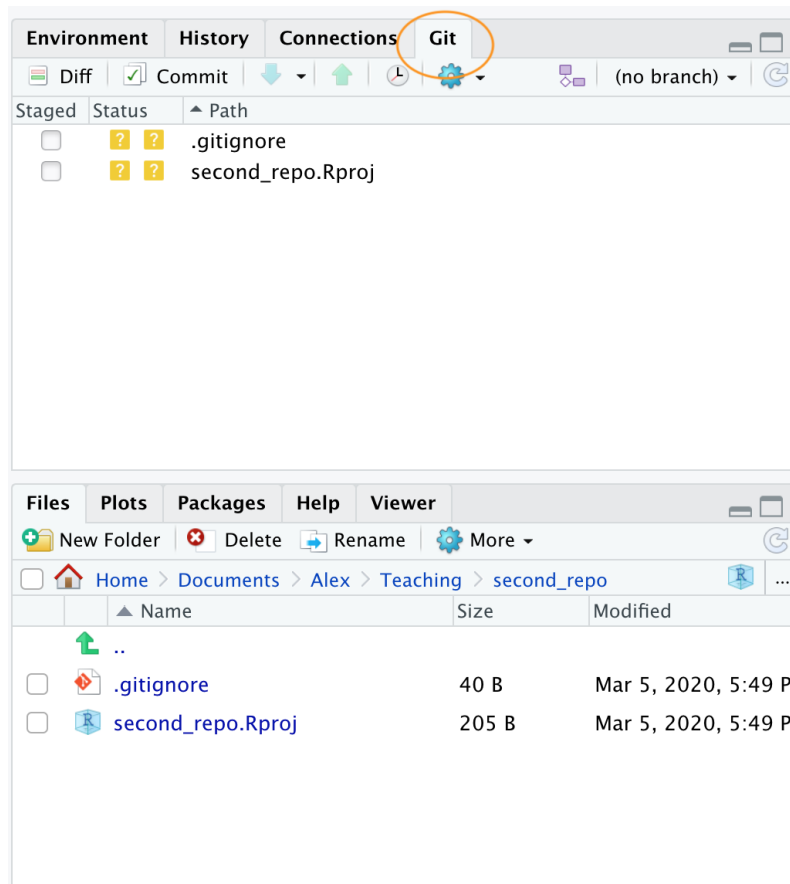 Environment History Connections Git
Diff Commit (no branch)
Staged Status Path
? ? .gitignore
? ? second_repo.Rproj
Files Plots Packages Help Viewer
New Folder Delete Rename More
Home > Documents > Alex > Teaching > second_repo R ...
Name Size Modified
..
.gitignore 40 B Mar 5, 2020, 5:49 P
R second_repo.Rproj 205 B Mar 5, 2020, 5:49 P